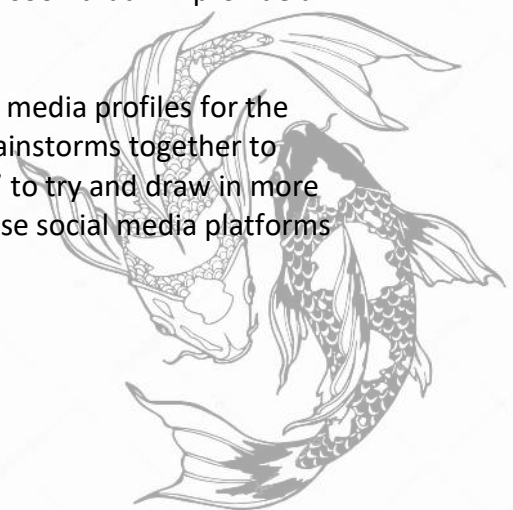 media profiles for the
ainstorms together to
to try and draw in more
se social media platforms